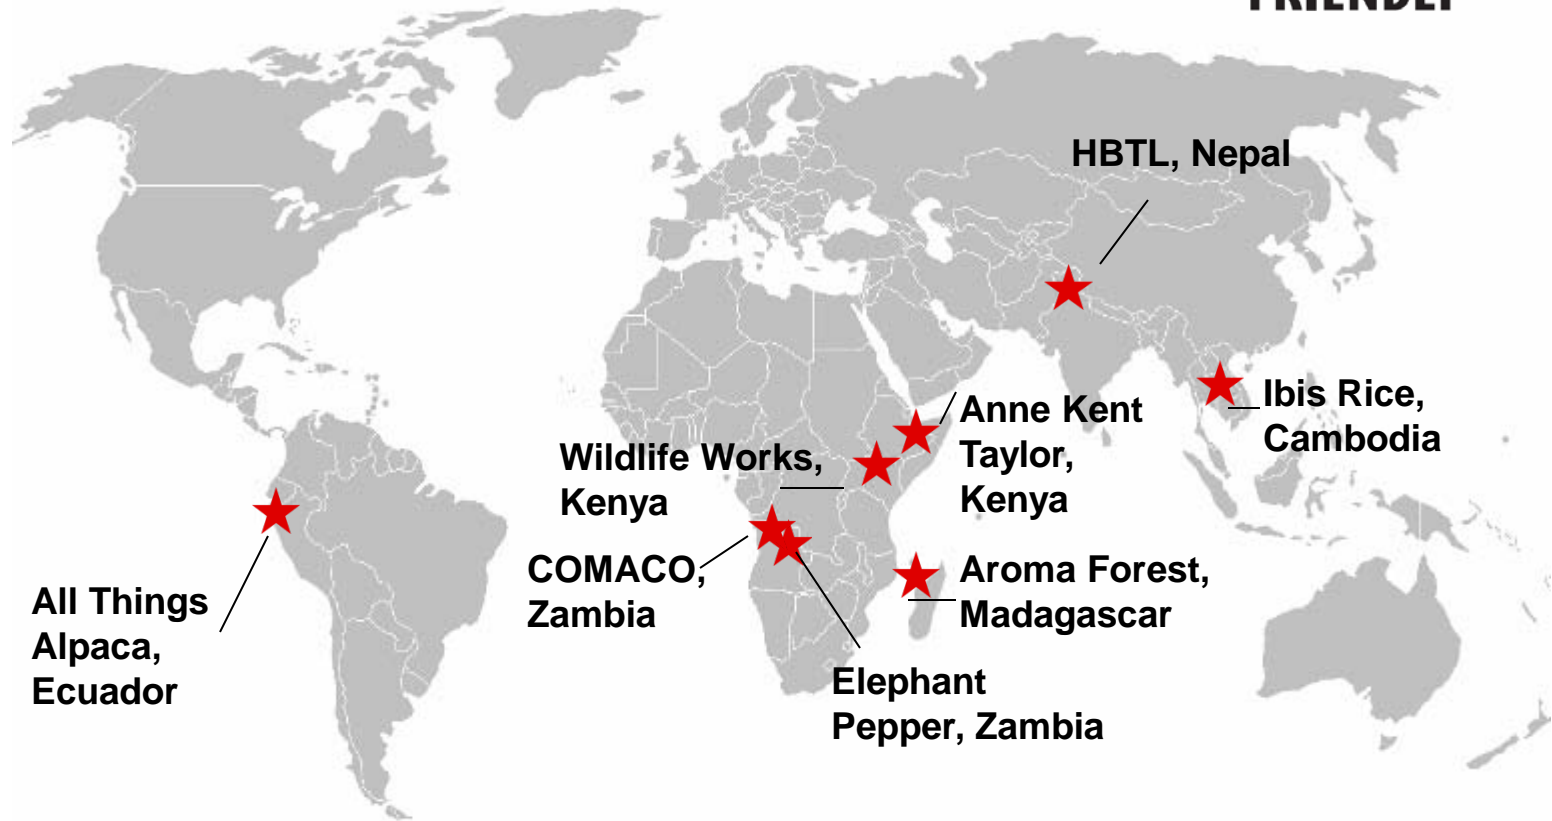 FRIENDLY
HBTL, Nepal
Ibis Rice,
Cambodia
Anne Kent
Taylor,
Kenya
Wildlife Works,
Kenya
COMACO,
Zambia
Aroma Forest,
Madagascar
All Things
Alpaca,
Ecuador
Elephant
Pepper, Zambia